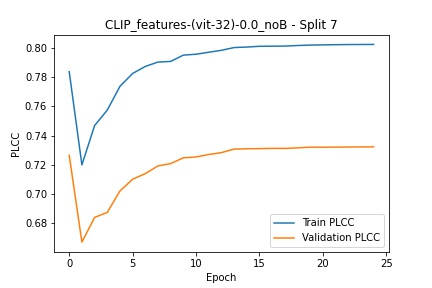 CLIP_features-(vit-32)-0.0_noB - Split 7
PLCC
0.80
0.78
0.76
0.74
0.72
0.70
0.68
Train PLCC
Validation PLCC
0 5 10 15 20 25
Epoch